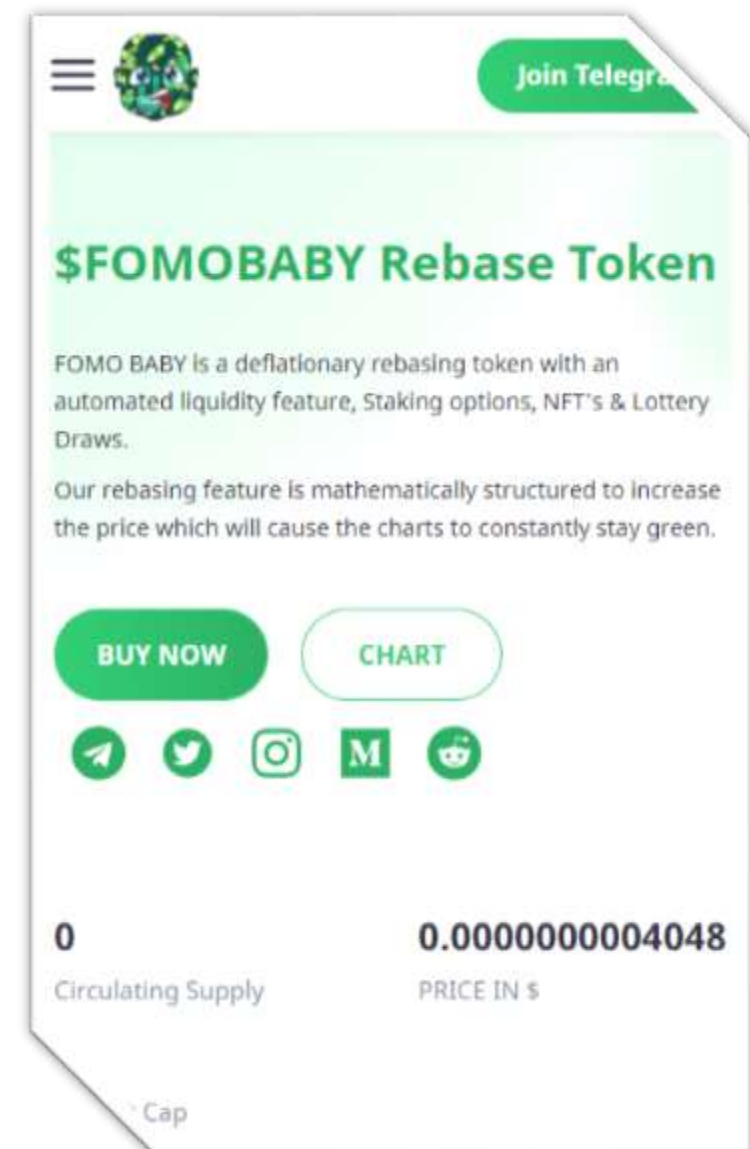 Join Telegra
$FOMOBABY Rebase Token
FOMO BABY is a deflationary rebasing token with an
automated liquidity feature, Staking options, NFT's & Lottery
Draws.
Our rebasing feature is mathematically structured to increase
the price which will cause the charts to constantly stay green.
BUY NOW
CHART
M
0
0.0000000004048
Circulating Supply
PRICE IN $
Cap